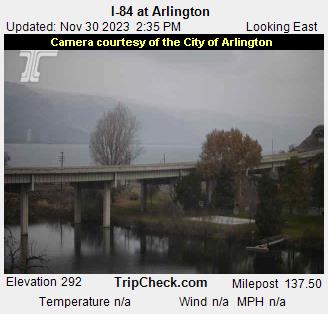 I-84 at Arlington
Updated: Nov 30 2023 2:35 PM Looking East
Camera courtesy of the City of Arlington
Elevation 292 TripCheck.com Milepost 137.50
Temperature n/a Wind n/a MPH n/a